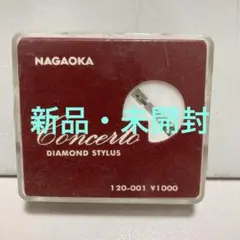 NAGAOKA
新品・未開封
Concerto
DIAMOND STYLUS
120-001 ¥1000